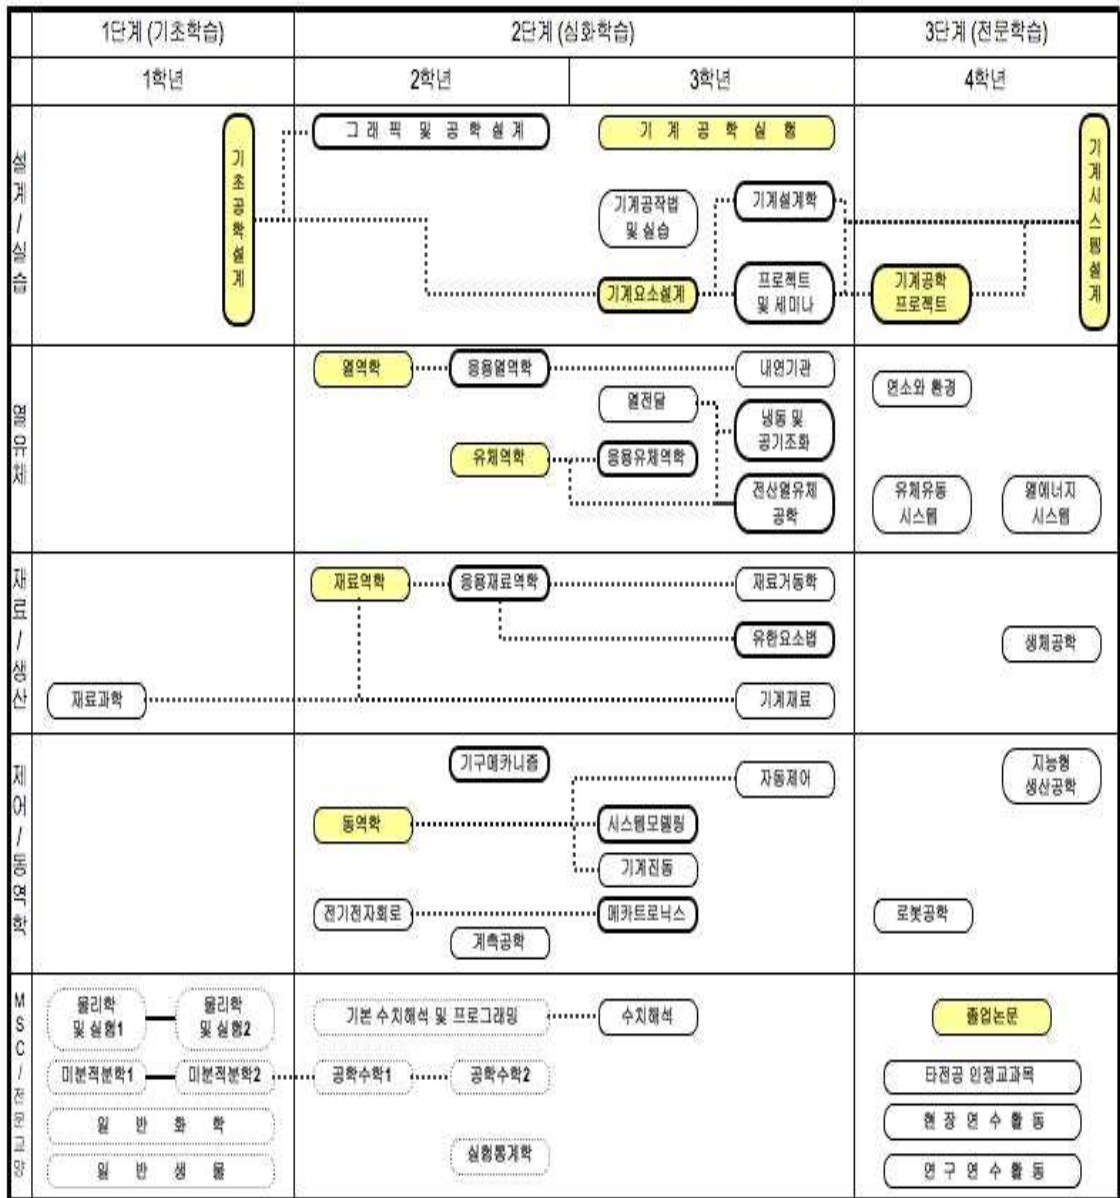 1단계 (기초학습)
2단계 (심화학습)
3단계 (전문학습)
1학년
2학년
3학년
4학년
설계/실습
기초공학설계
그 래 픽 및 공 학 설 계
기 계 공 학 실 험
기계공작법
및 실습
기계설계학
기계요소설계
프로젝트
및 세미나
기계공학
프로젝트
기계시스템설계
열유체
열역학
응용열역학
내연기관
열전달
냉동 및
공기조화
연소와 환경
유체역학
응용유체역학
전산열유체
공학
유체유동
시스템
열에너지
시스템
재료/생산
재료역학
응용재료역학
재료거동학
유한요소법
생체공학
재료과학
기계재료
제어/동역학
기구메카니즘
자동제어
지능형
생산공학
동역학
시스템모델링
기계진동
전기전자회로
메카트로닉스
로봇공학
계측공학
MSC/전문교양
물리학
및 실험1
물리학
및 실험2
기본 수치해석 및 프로그래밍
수치해석
졸업논문
미분적분학1
미분적분학2
공학수학1
공학수학2
타전공 인정교과목
일 반 화 학
현 장 연 수 활 동
실험통계학
일 반 생 물
연 구 연 수 활 동